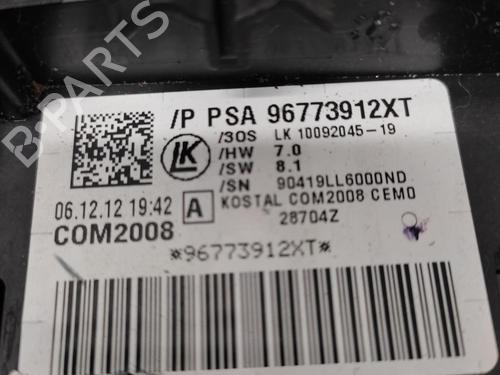 /P PSA 96773912XT
/3OS LK 10092045-19
LK
/HW 7.0
/SW 8.1
/SN 90419LL6000ND
06.12.12 19:42 A KOSTAL COM2008 CEMO
28704Z
COM2008
*96773912XT*
B-PARTS